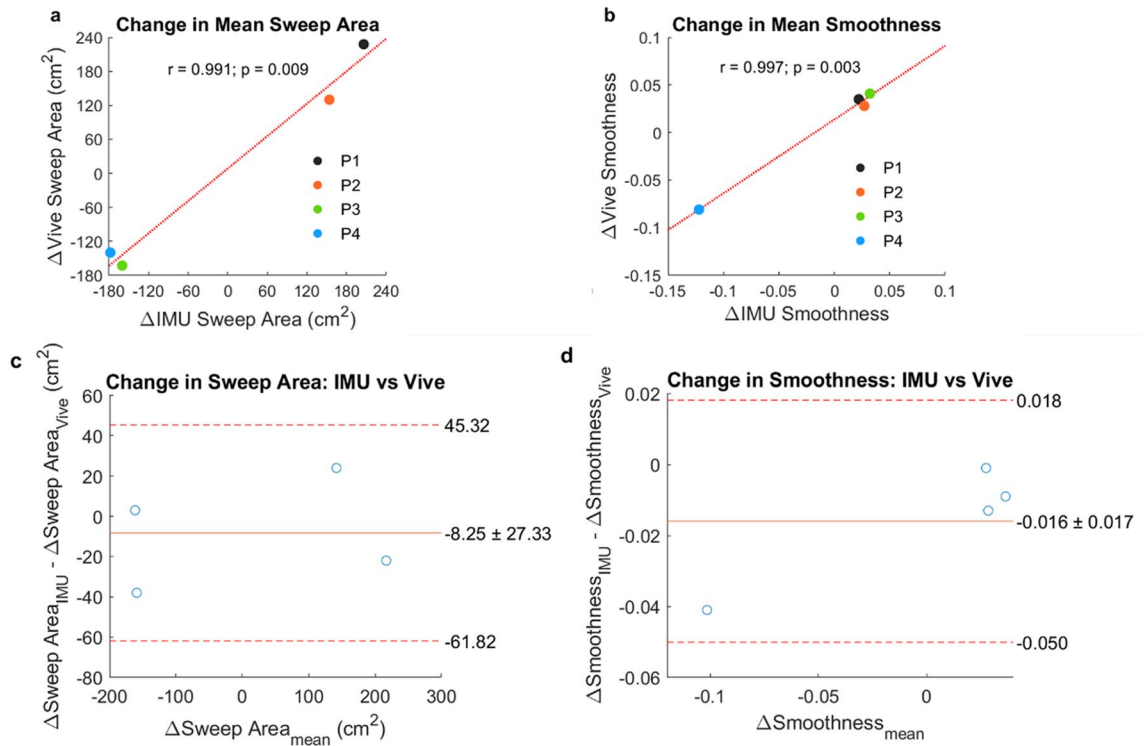 a
Change in Mean Sweep Area
240
180
120
60
0
-60
-120
-180
ΔVive Sweep Area (cm²)
r = 0.991; p = 0.009
P1
P2
P3
P4
-180 -120 -60 0 60 120 180 240
ΔIMU Sweep Area (cm²)
b
Change in Mean Smoothness
0.1
0.05
0
-0.05
-0.1
-0.15
ΔVive Smoothness
r = 0.997; p = 0.003
P1
P2
P3
P4
-0.15 -0.1 -0.05 0 0.05 0.1
ΔIMU Smoothness
c
Change in Sweep Area: IMU vs Vive
60
40
20
0
-20
-40
-60
-80
ΔSweep Area_IMU - ΔSweep Area_Vive (cm²)
45.32
-8.25 ± 27.33
-61.82
-200 -100 0 100 200 300
ΔSweep Area_mean (cm²)
d
Change in Smoothness: IMU vs Vive
0.02
0
-0.02
-0.04
-0.06
ΔSmoothness_IMU - ΔSmoothness_Vive
0.018
-0.016 ± 0.017
-0.050
-0.1 -0.05 0
ΔSmoothness_mean